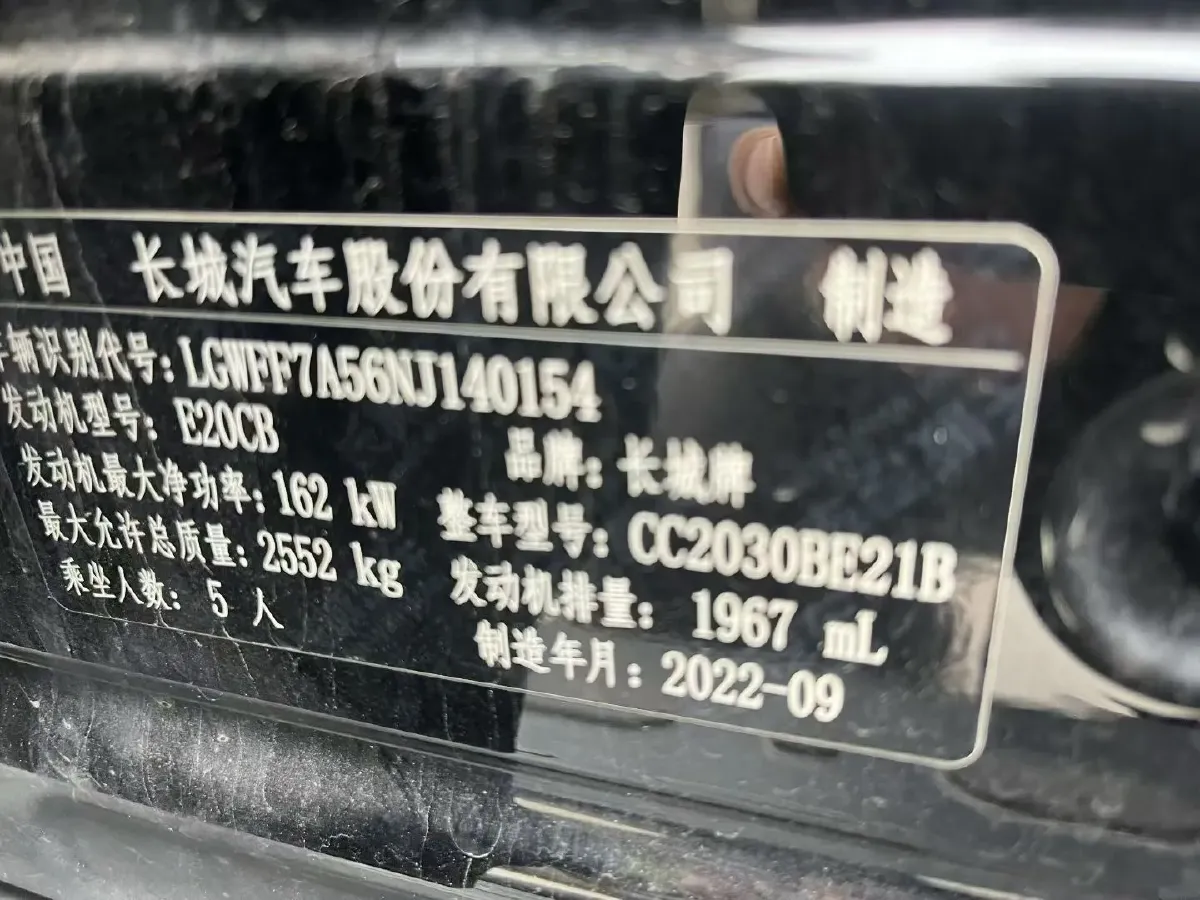 中国 长城汽车股份有限公司 制造
车辆识别代号: LGWFF7A56NJ140154
发动机型号: E20CB 品牌: 长城牌
发动机最大净功率: 162 kW 整车型号: CC2030BE21B
最大允许总质量: 2552 kg 发动机排量: 1967 mL
乘坐人数: 5 人 制造年月: 2022-09